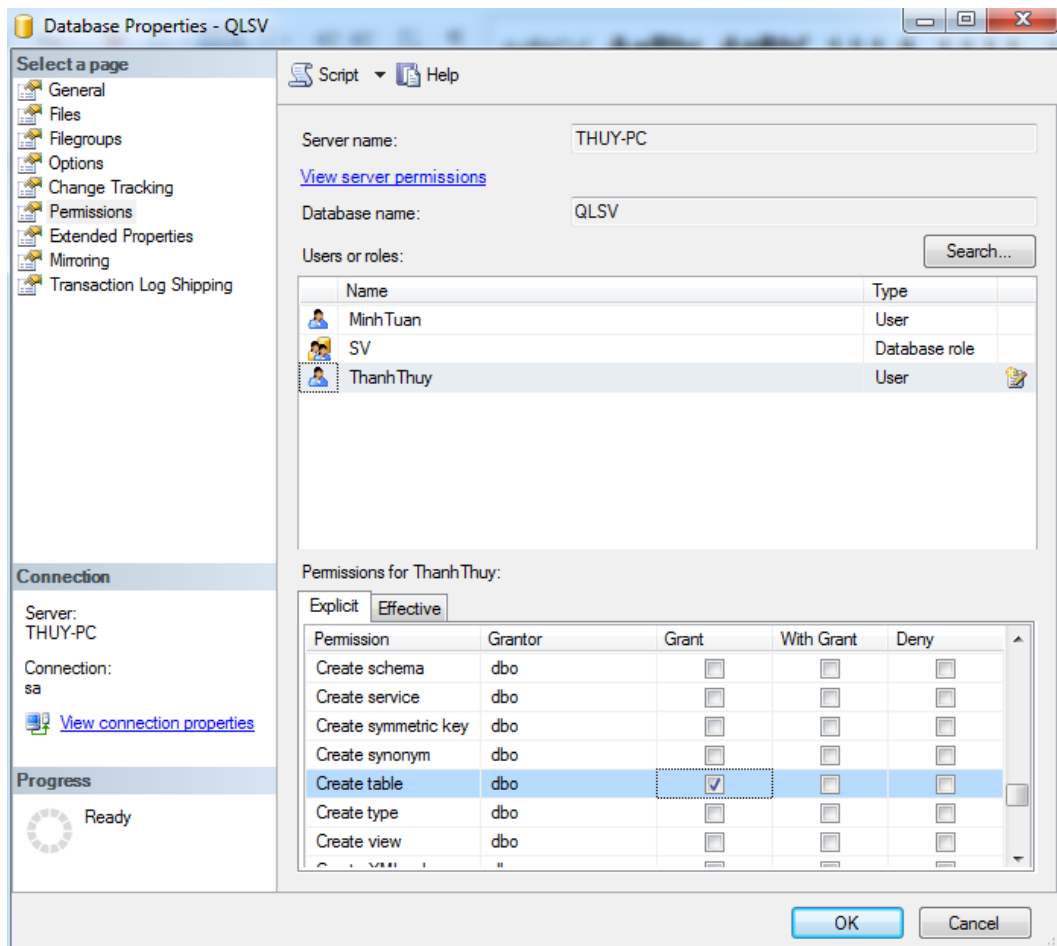 Database Properties - QLSV
Select a page
General
Files
Filegroups
Options
Change Tracking
Permissions
Extended Properties
Mirroring
Transaction Log Shipping
Script Help
Server name: THUY-PC
View server permissions
Database name: QLSV
Users or roles: Search...
Name Type
MinhTuan User
SV Database role
ThanhThuy User
Connection
Server:
THUY-PC
Connection:
sa
View connection properties
Progress
Ready
Permissions for ThanhThuy:
Explicit Effective
Permission Grantor Grant With Grant Deny
Create schema dbo
Create service dbo
Create symmetric key dbo
Create synonym dbo
Create table dbo
Create type dbo
Create view dbo
OK Cancel